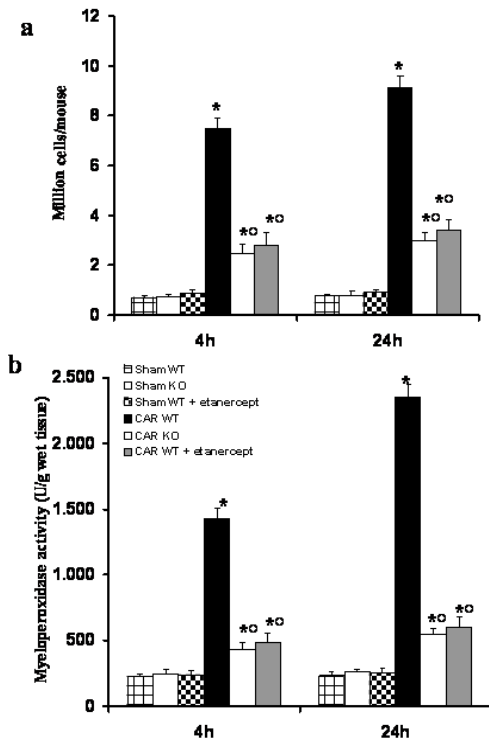 a
Million cells/mouse
12
10
8
6
4
2
0
*
*° *°
*
*° *°
4h 24h
b
Myeloperoxidase activity (U/g wet tissue)
2.500
2.000
1.500
1.000
500
0
Sham WT
Sham KO
Sham WT + etanercept
CAR WT
CAR KO
CAR WT + etanercept
*
*° *°
*
*° *°
4h 24h